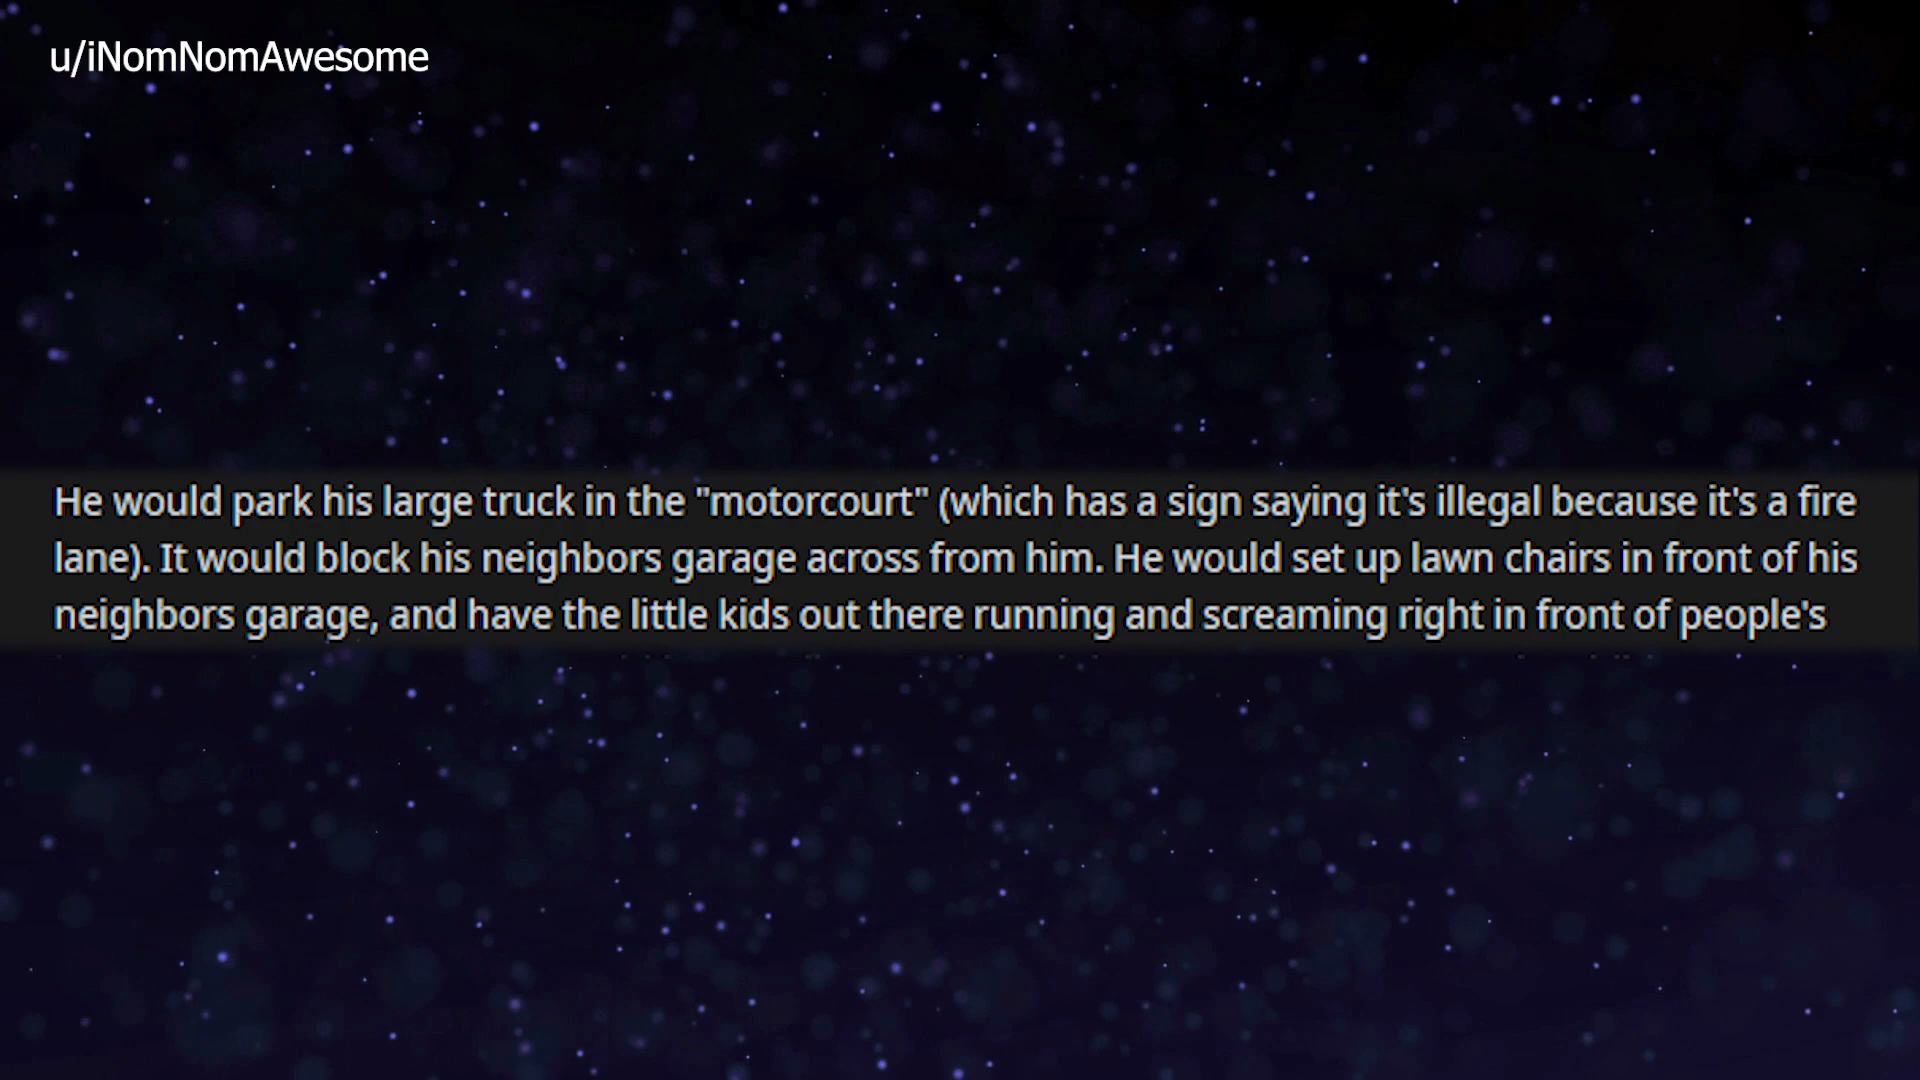 u/iNomNomAwesome
He would park his large truck in the "motorcourt" (which has a sign saying it's illegal because it's a fire
lane). It would block his neighbors garage across from him. He would set up lawn chairs in front of his
neighbors garage, and have the little kids out there running and screaming right in front of people's